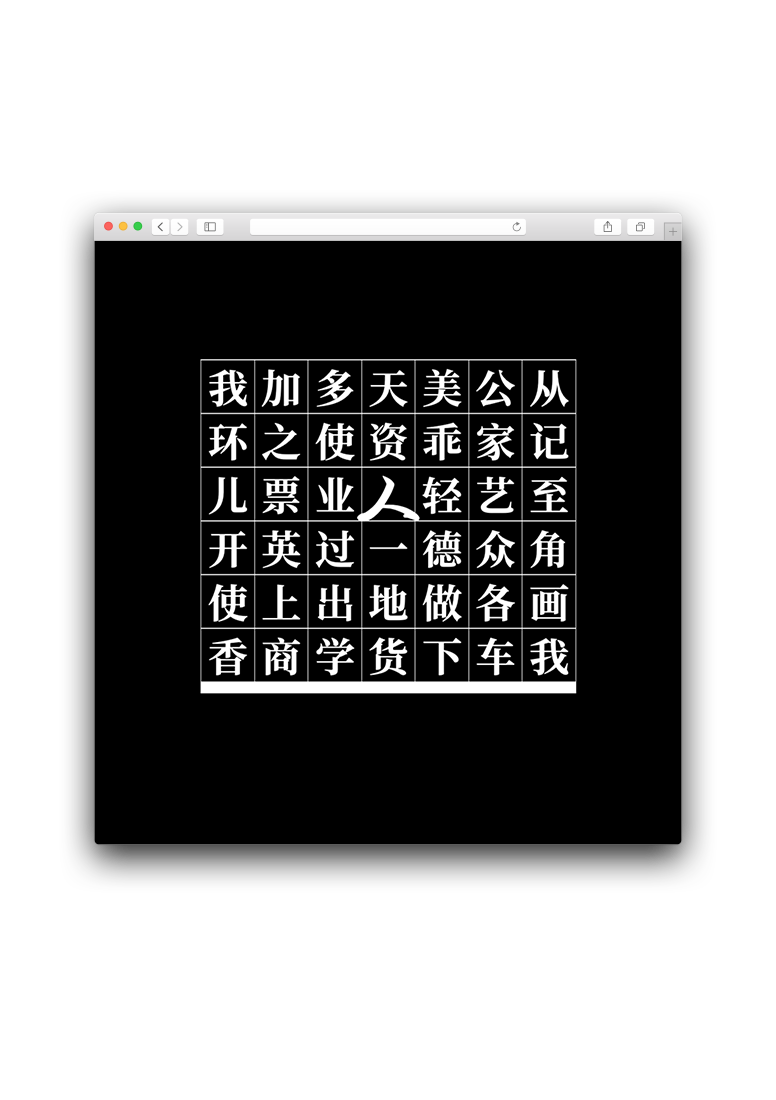 我加多天美公从
环之使资乖家记
儿票业人轻艺至
开英过一德众角
使上出地做各画
香商学货下车我